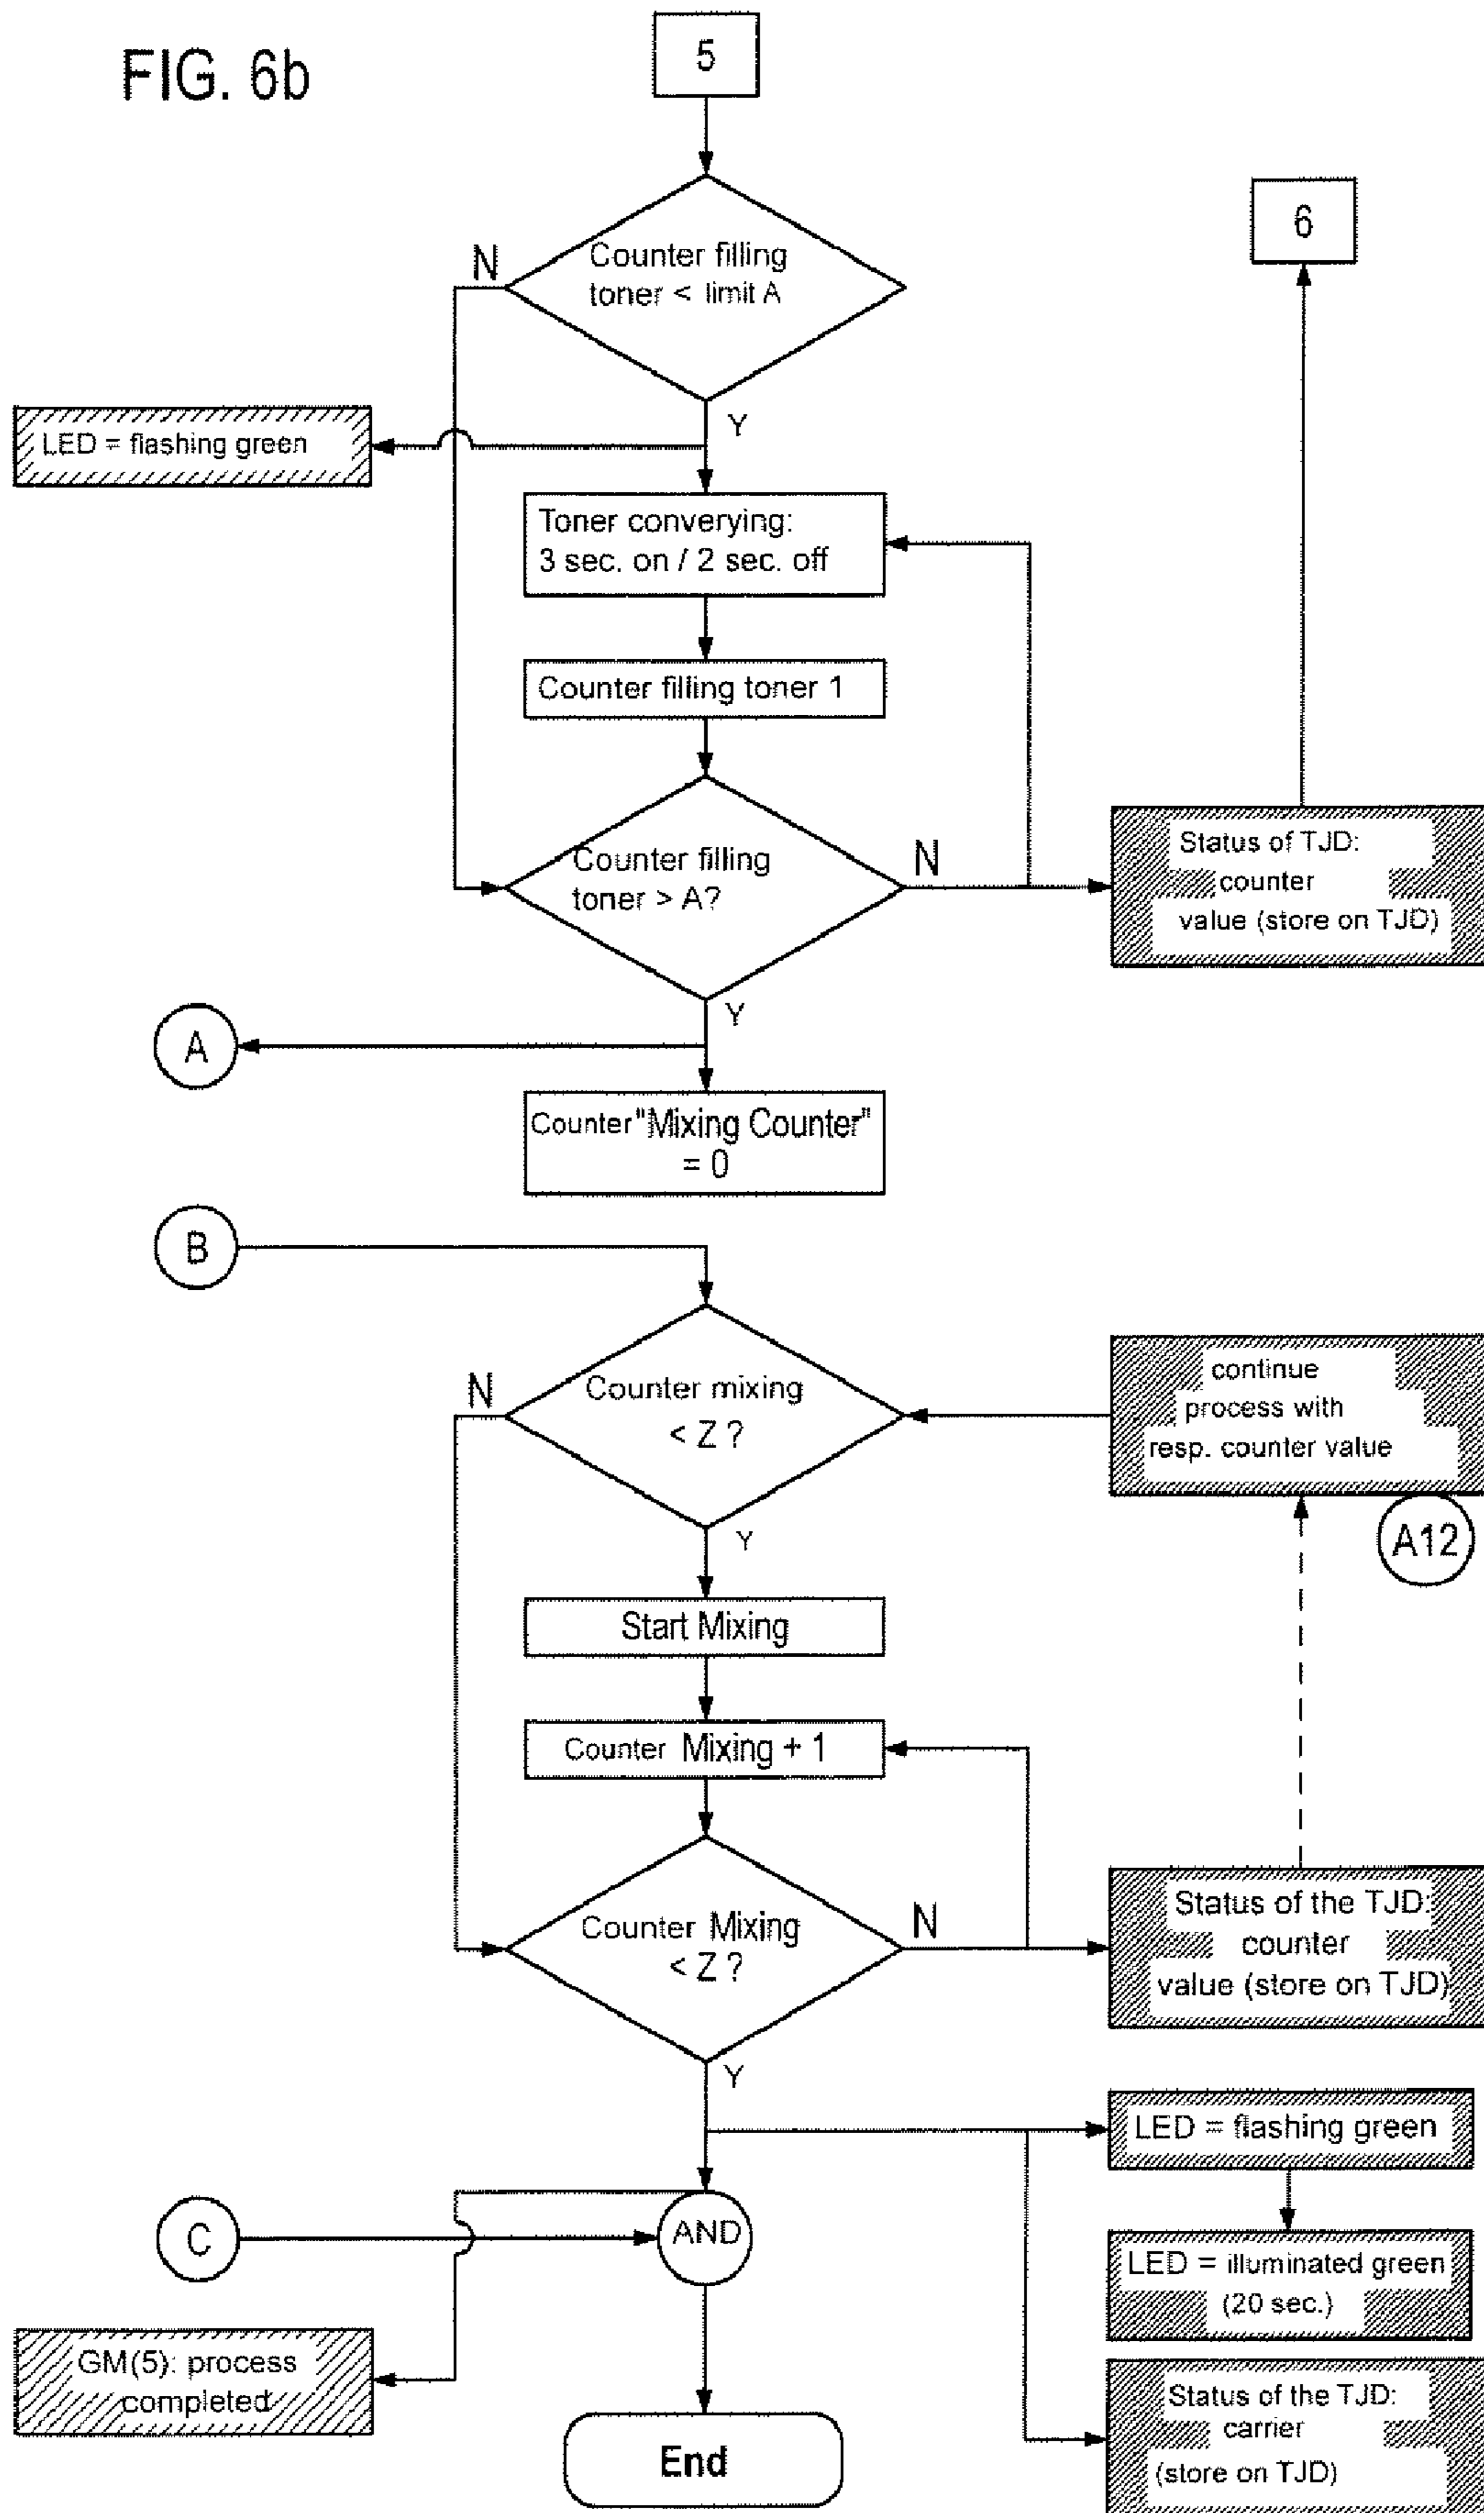 FIG. 6b
5
6
Counter filling
toner < limit A
N
Y
LED = flashing green
Toner converying:
3 sec. on / 2 sec. off
Counter filling toner 1
Counter filling
toner > A?
N
Status of TJD:
counter
value (store on TJD)
Y
A
Counter "Mixing Counter"
= 0
B
Counter mixing
< Z ?
N
continue
process with
resp. counter value
A12
Y
Start Mixing
Counter Mixing + 1
Counter Mixing
< Z ?
N
Status of the TJD:
counter
value (store on TJD)
Y
LED = flashing green
C
AND
LED = illuminated green
(20 sec.)
GM(5): process
completed
Status of the TJD:
carrier
(store on TJD)
End